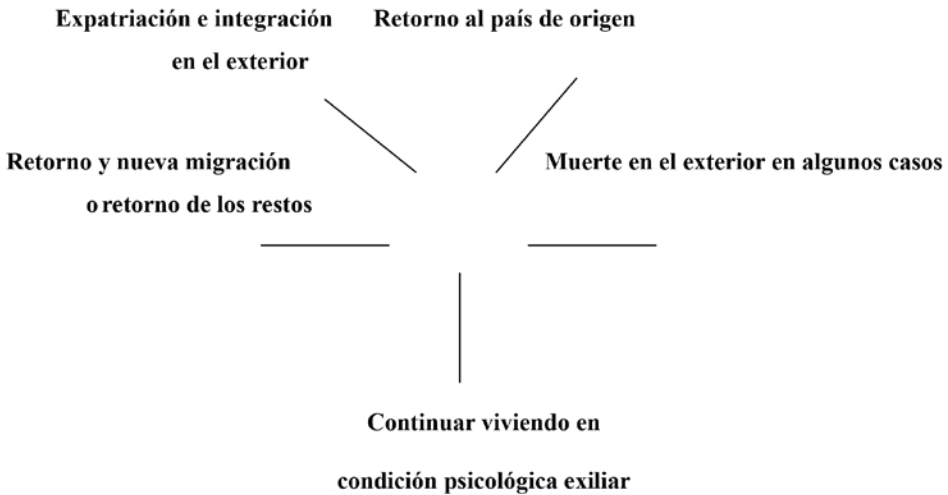 Expatriación e integración
en el exterior
Retorno al país de origen
Retorno y nueva migración
o retorno de los restos
Muerte en el exterior en algunos casos
Continuar viviendo en
condición psicológica exiliar